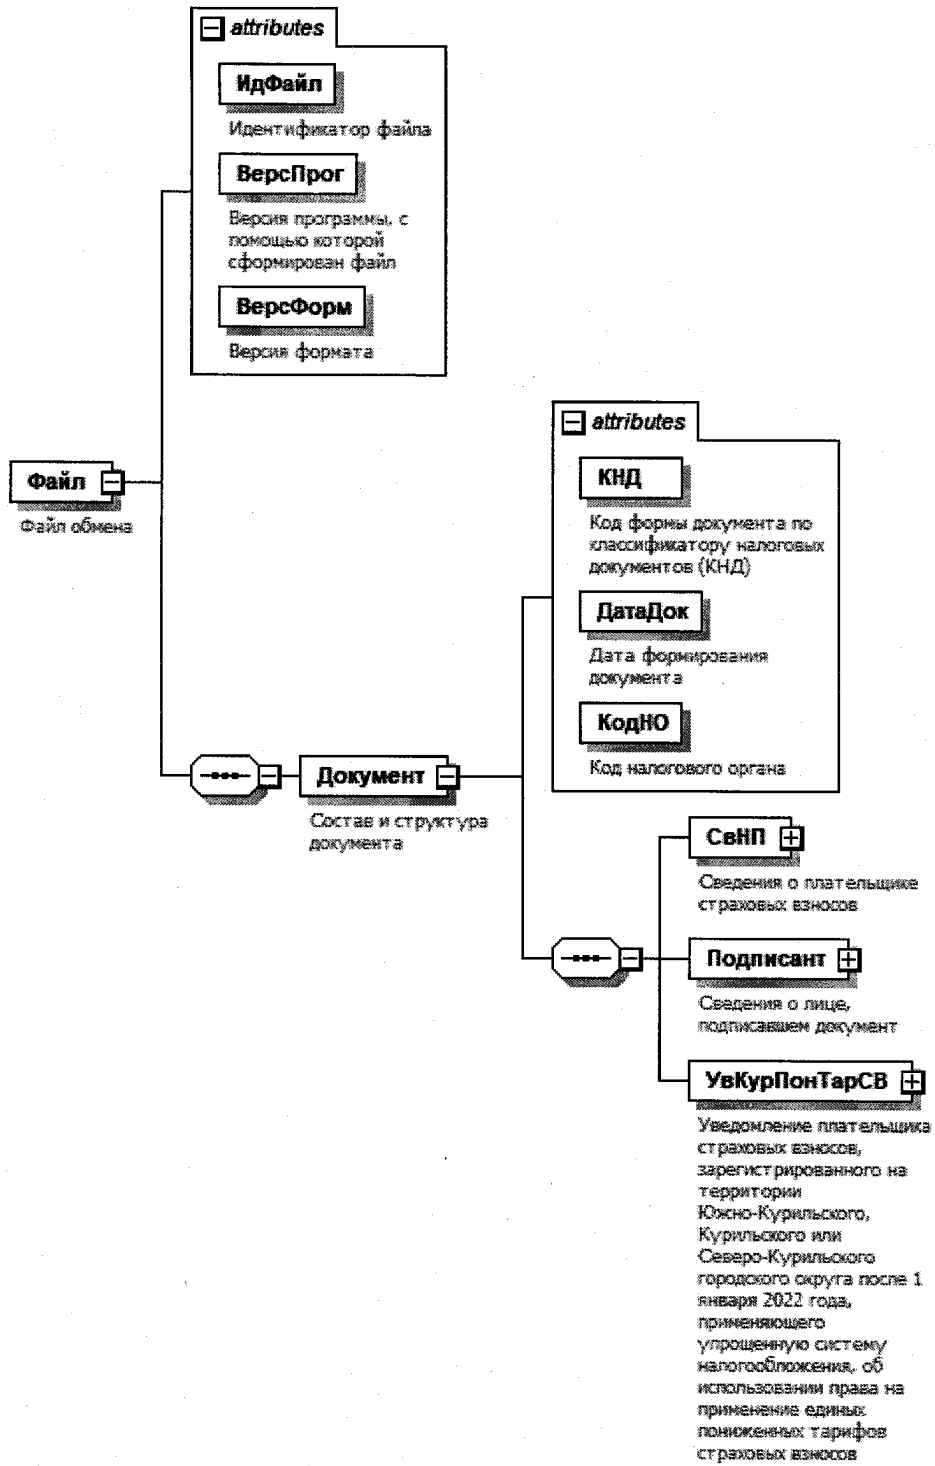 attributes
ИдФайл
Идентификатор файла
ВерсПрог
Версия программы, с
помощью которой
сформирован файл
ВерсФорм
Версия формата
Файл
Файл обмена
attributes
КНД
Код формы документа по
классификатору налоговых
документов (КНД)
ДатаДок
Дата формирования
документа
КодНО
Код налогового органа
Документ
Состав и структура
документа
СвНП
Сведения о плательщике
страховых взносов
Подписант
Сведения о лице,
подписавшем документ
УвКурПонТарСВ
Уведомление плательщика
страховых взносов,
зарегистрированного на
территории
Южно-Курильского,
Курильского или
Северо-Курильского
городского округа после 1
января 2022 года,
применяющего
упрощенную систему
налогообложения, об
использовании права на
применение единых
пониженных тарифов
страховых взносов